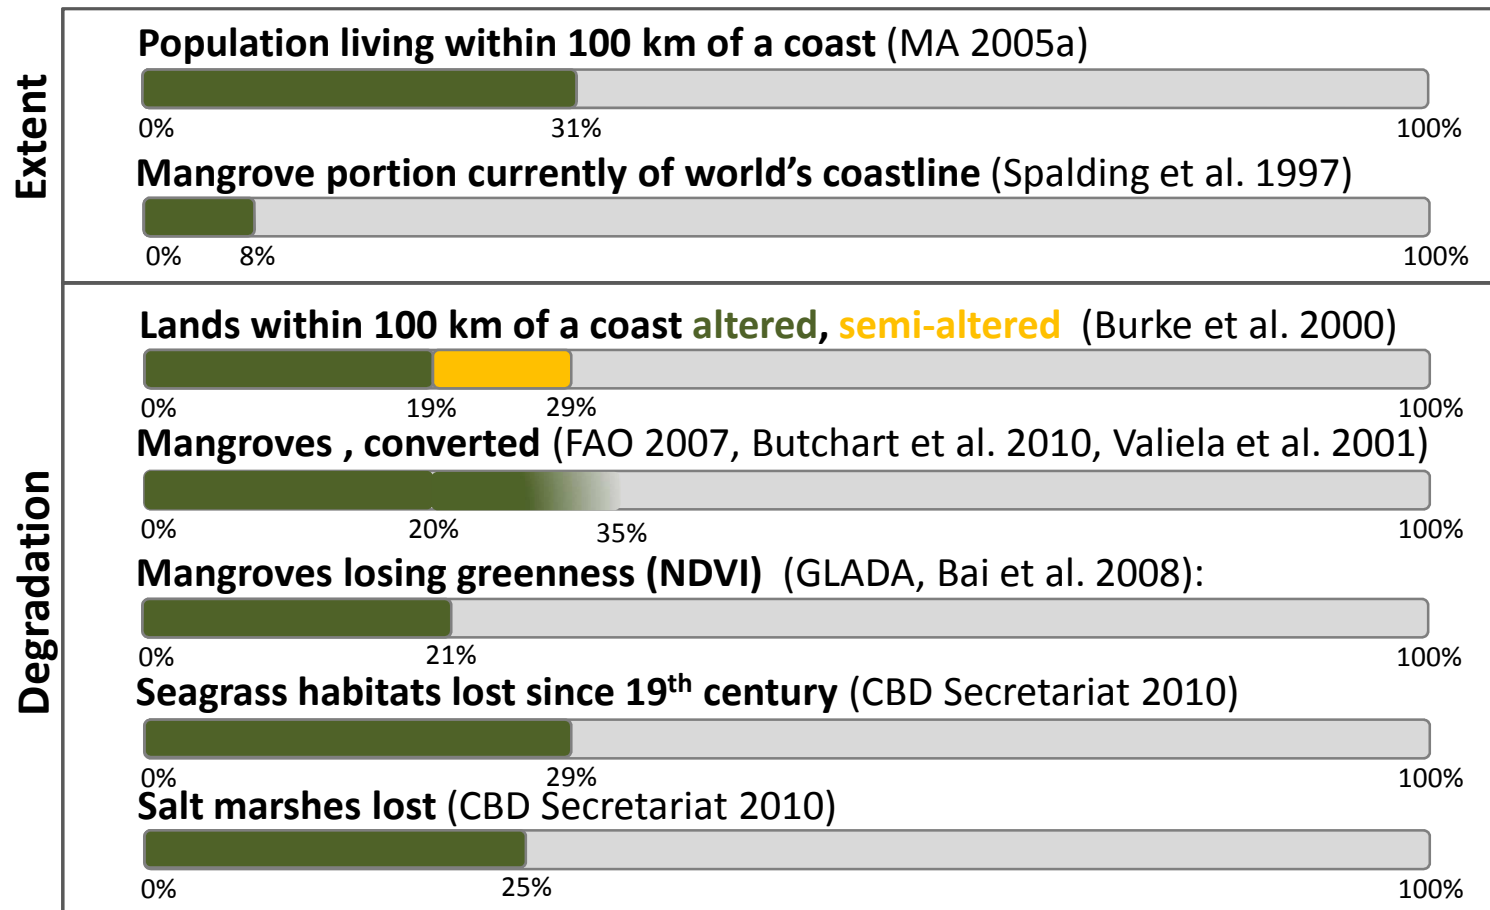 Extent
Population living within 100 km of a coast (MA 2005a)
0% 31% 100%
Mangrove portion currently of world's coastline (Spalding et al. 1997)
0% 8% 100%
Degradation
Lands within 100 km of a coast altered, semi-altered (Burke et al. 2000)
0% 19% 29% 100%
Mangroves , converted (FAO 2007, Butchart et al. 2010, Valiela et al. 2001)
0% 20% 35% 100%
Mangroves losing greenness (NDVI) (GLADA, Bai et al. 2008):
0% 21% 100%
Seagrass habitats lost since 19th century (CBD Secretariat 2010)
0% 29% 100%
Salt marshes lost (CBD Secretariat 2010)
0% 25% 100%